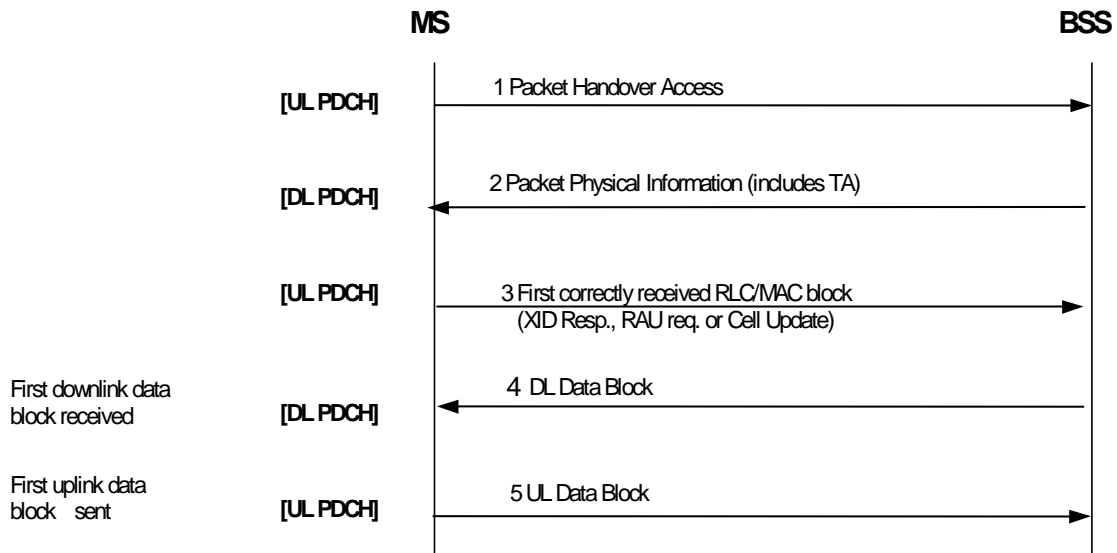 MS BSS
[UL PDCH] 1 Packet Handover Access
[DL PDCH] 2 Packet Physical Information (includes TA)
[UL PDCH] 3 First correctly received RLC/MAC block
(XID Resp., RAU req. or Cell Update)
First downlink data
block received
[DL PDCH] 4 DL Data Block
First uplink data
block sent
[UL PDCH] 5 UL Data Block